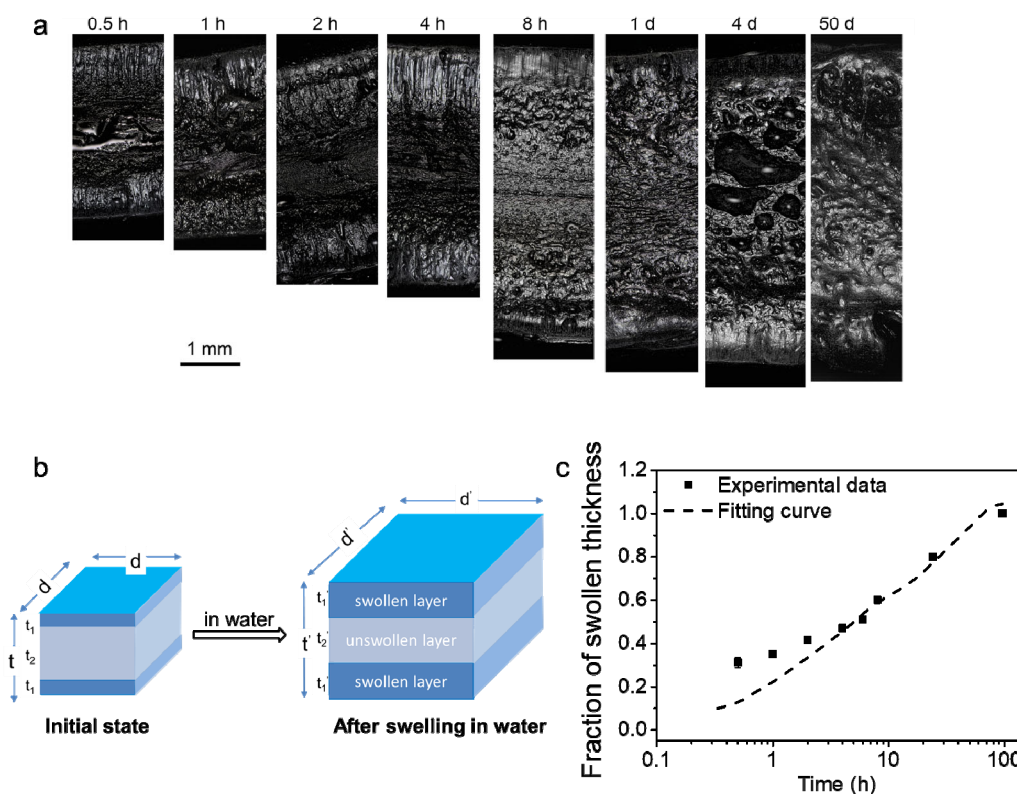 a
0.5 h 1 h 2 h 4 h 8 h 1 d 4 d 50 d
1 mm
b
d
d
t
t₁
t₂
t₁
Initial state
in water
d'
d'
t'
t₁'
t₂'
t₁'
swollen layer
unswollen layer
swollen layer
After swelling in water
c
Fraction of swollen thickness
1.2
1.0
0.8
0.6
0.4
0.2
0.0
Experimental data
Fitting curve
0.1 1 10 100
Time (h)